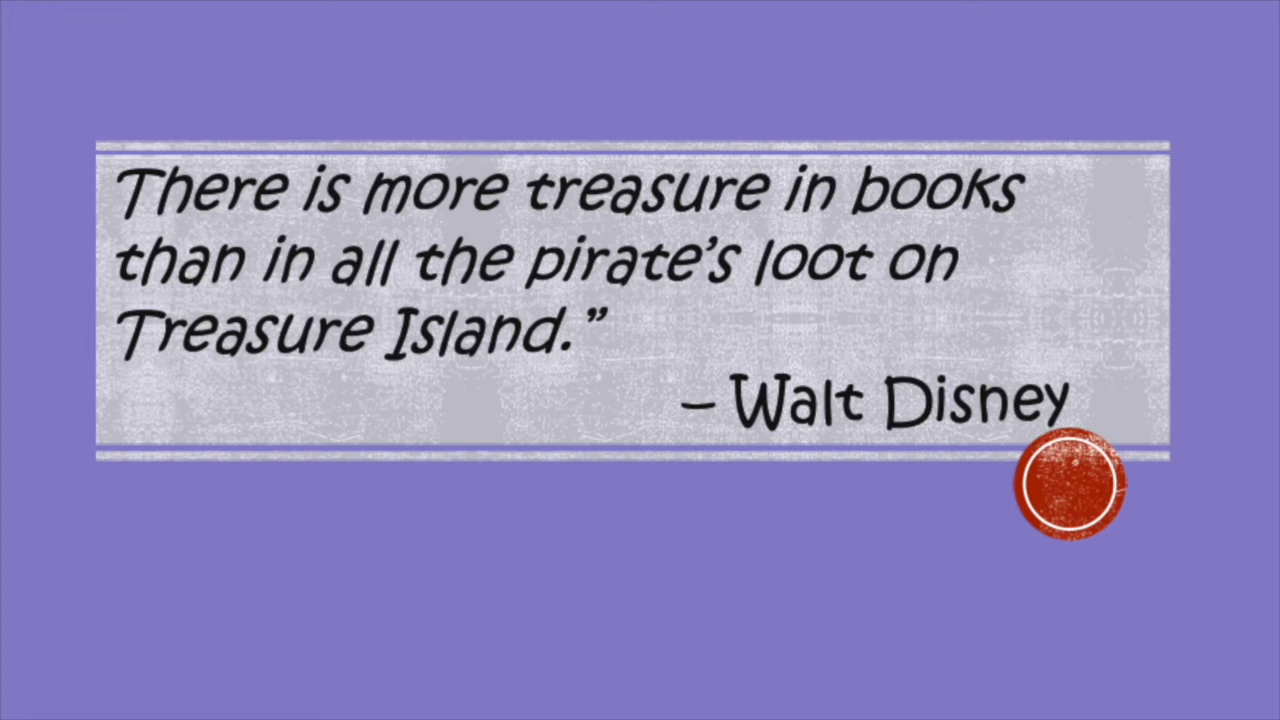 There is more treasure in books
than in all the pirate’s loot on
Treasure Island.”
– Walt Disney